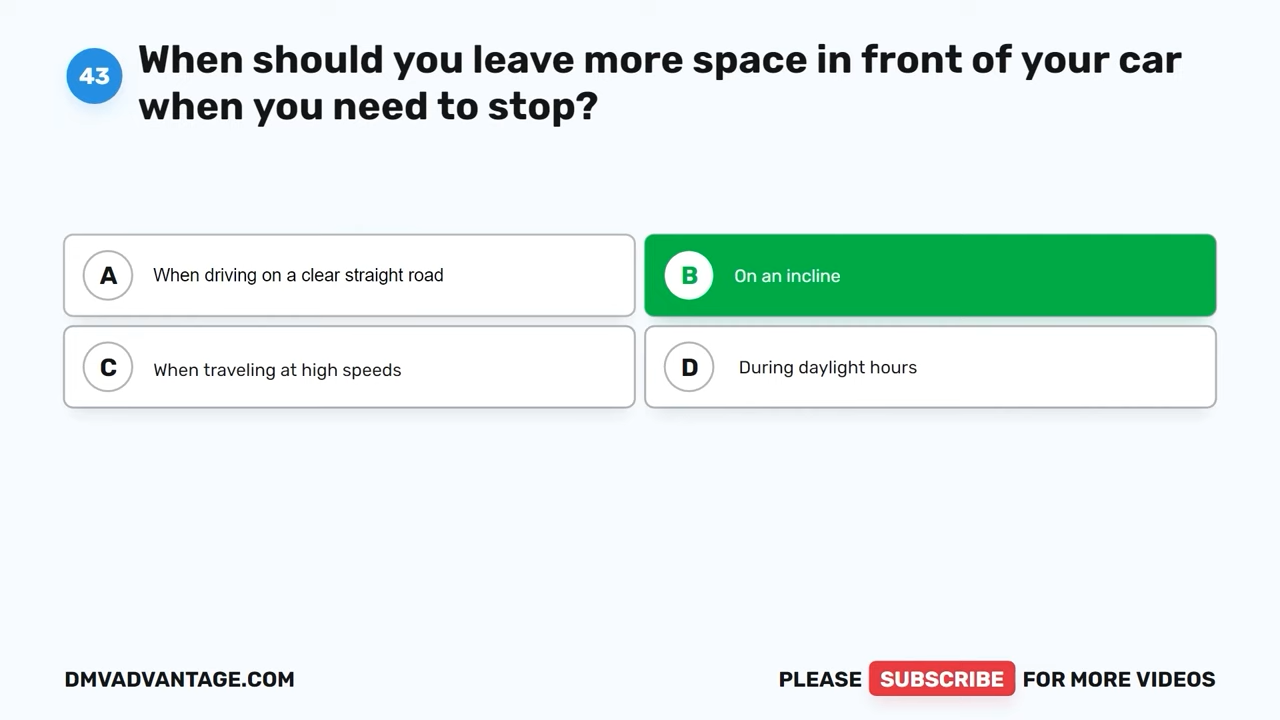 43
When should you leave more space in front of your car
when you need to stop?
A When driving on a clear straight road
B On an incline
C When traveling at high speeds
D During daylight hours
DMVADVANTAGE.COM
PLEASE SUBSCRIBE FOR MORE VIDEOS